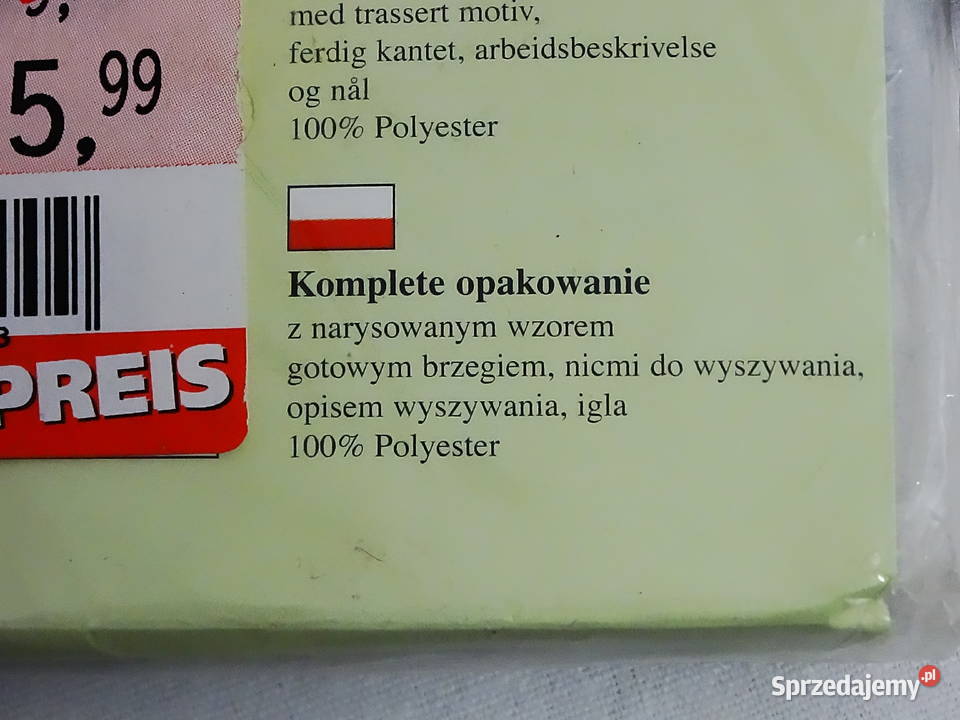 med trassert motiv,
ferdig kantet, arbeidsbeskrivelse
og nål
100% Polyester
5,99
Komplete opakowanie
z narysowanym wzorem
gotowym brzegiem, nicmi do wyszywania,
opisem wyszywania, igla
100% Polyester
3
PREIS
Sprzedajemy.pl